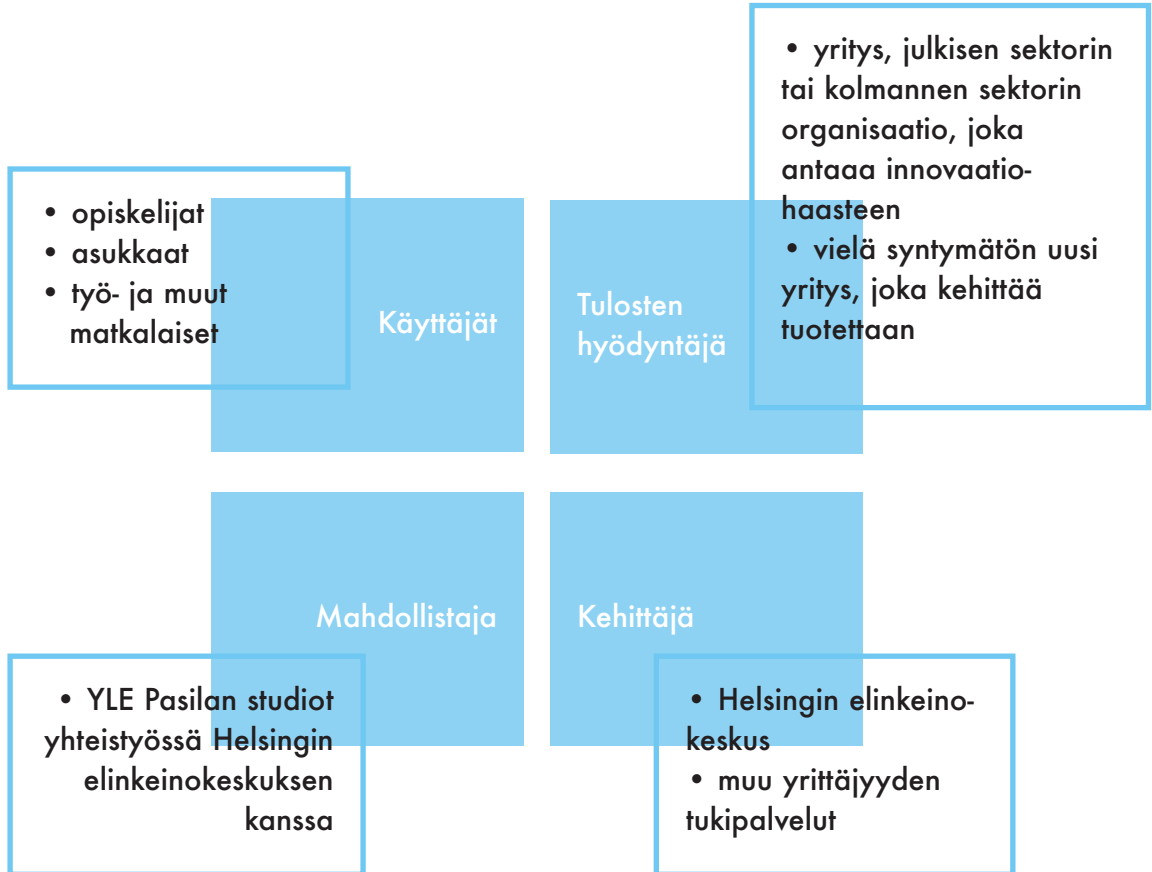 • opiskelijat
• asukkaat
• työ- ja muut
matkalaiset
Käyttäjät
• yritys, julkisen sektorin
tai kolmannen sektorin
organisaatio, joka
antaaa innovaatio-
haasteen
• vielä syntymätön uusi
yritys, joka kehittää
tuotettaan
Tulosten
hyödyntäjä
Mahdollistaja
• YLE Pasilan studiot
yhteistyössä Helsingin
elinkeinokeskuksen
kanssa
Kehittäjä
• Helsingin elinkeino-
keskus
• muu yrittäjyyden
tukipalvelut